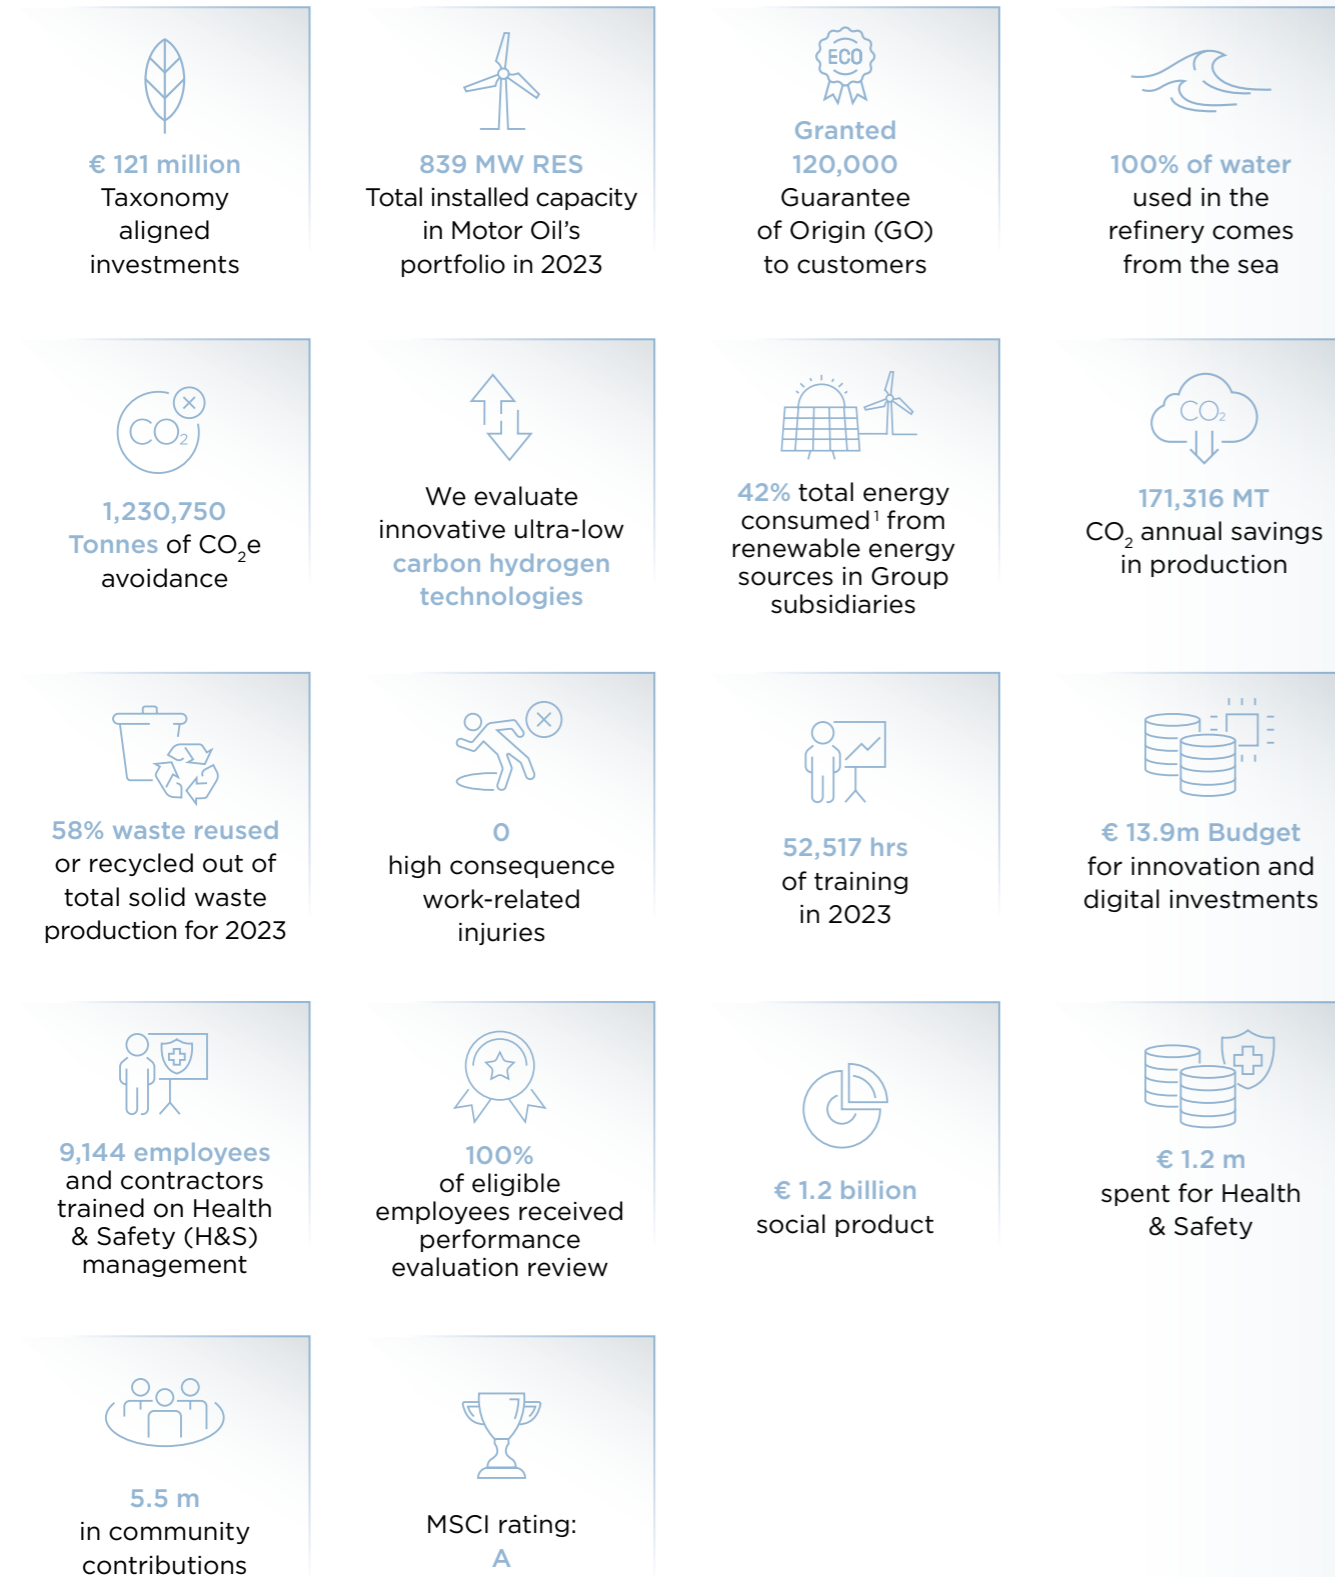 € 121 million
Taxonomy
aligned
investments
839 MW RES
Total installed capacity
in Motor Oil’s
portfolio in 2023
ECO
Granted
120,000
Guarantee
of Origin (GO)
to customers
100% of water
used in the
refinery comes
from the sea
CO₂
1,230,750
Tonnes of CO₂e
avoidance
We evaluate
innovative ultra-low
carbon hydrogen
technologies
42% total energy
consumed¹ from
renewable energy
sources in Group
subsidiaries
CO₂
171,316 MT
CO₂ annual savings
in production
58% waste reused
or recycled out of
total solid waste
production for 2023
0
high consequence
work-related
injuries
52,517 hrs
of training
in 2023
€ 13.9m Budget
for innovation and
digital investments
9,144 employees
and contractors
trained on Health
& Safety (H&S)
management
100%
of eligible
employees received
performance
evaluation review
€ 1.2 billion
social product
€ 1.2 m
spent for Health
& Safety
5.5 m
in community
contributions
MSCI rating:
A